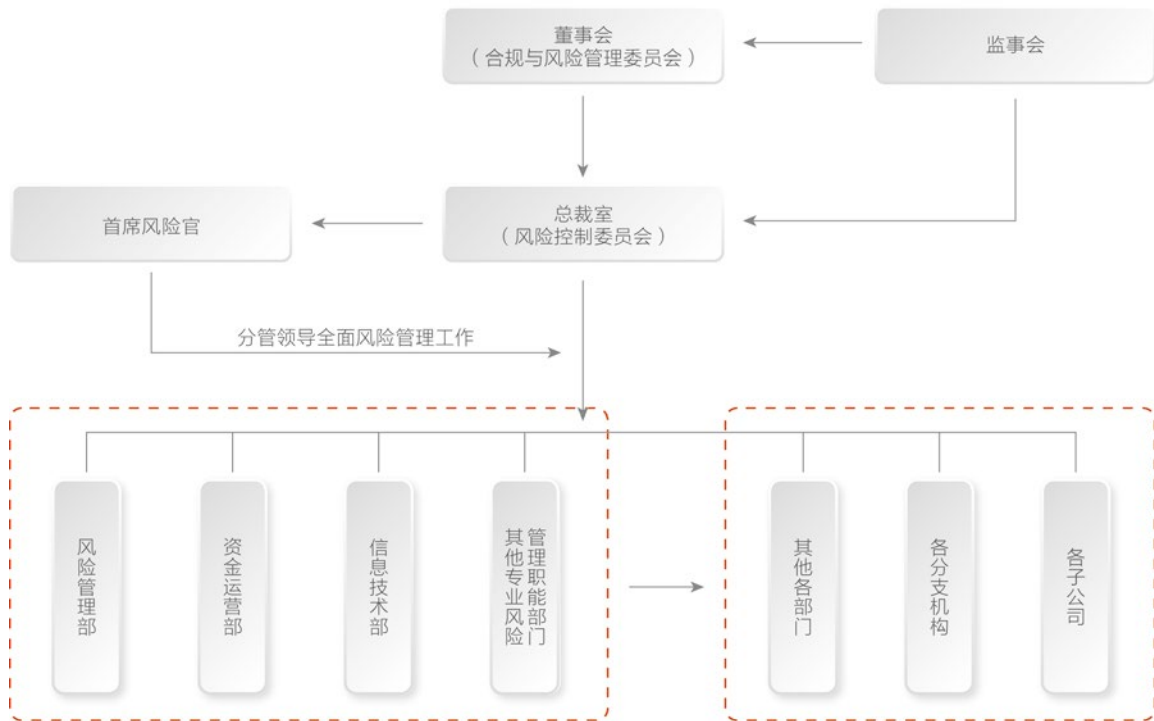 董事会
（合规与风险管理委员会）
监事会
首席风险官
总裁室
（风险控制委员会）
分管领导全面风险管理工作
风险管理部
资金运营部
信息技术部
其他专业风险
管理职能部门
其他各部门
各分支机构
各子公司